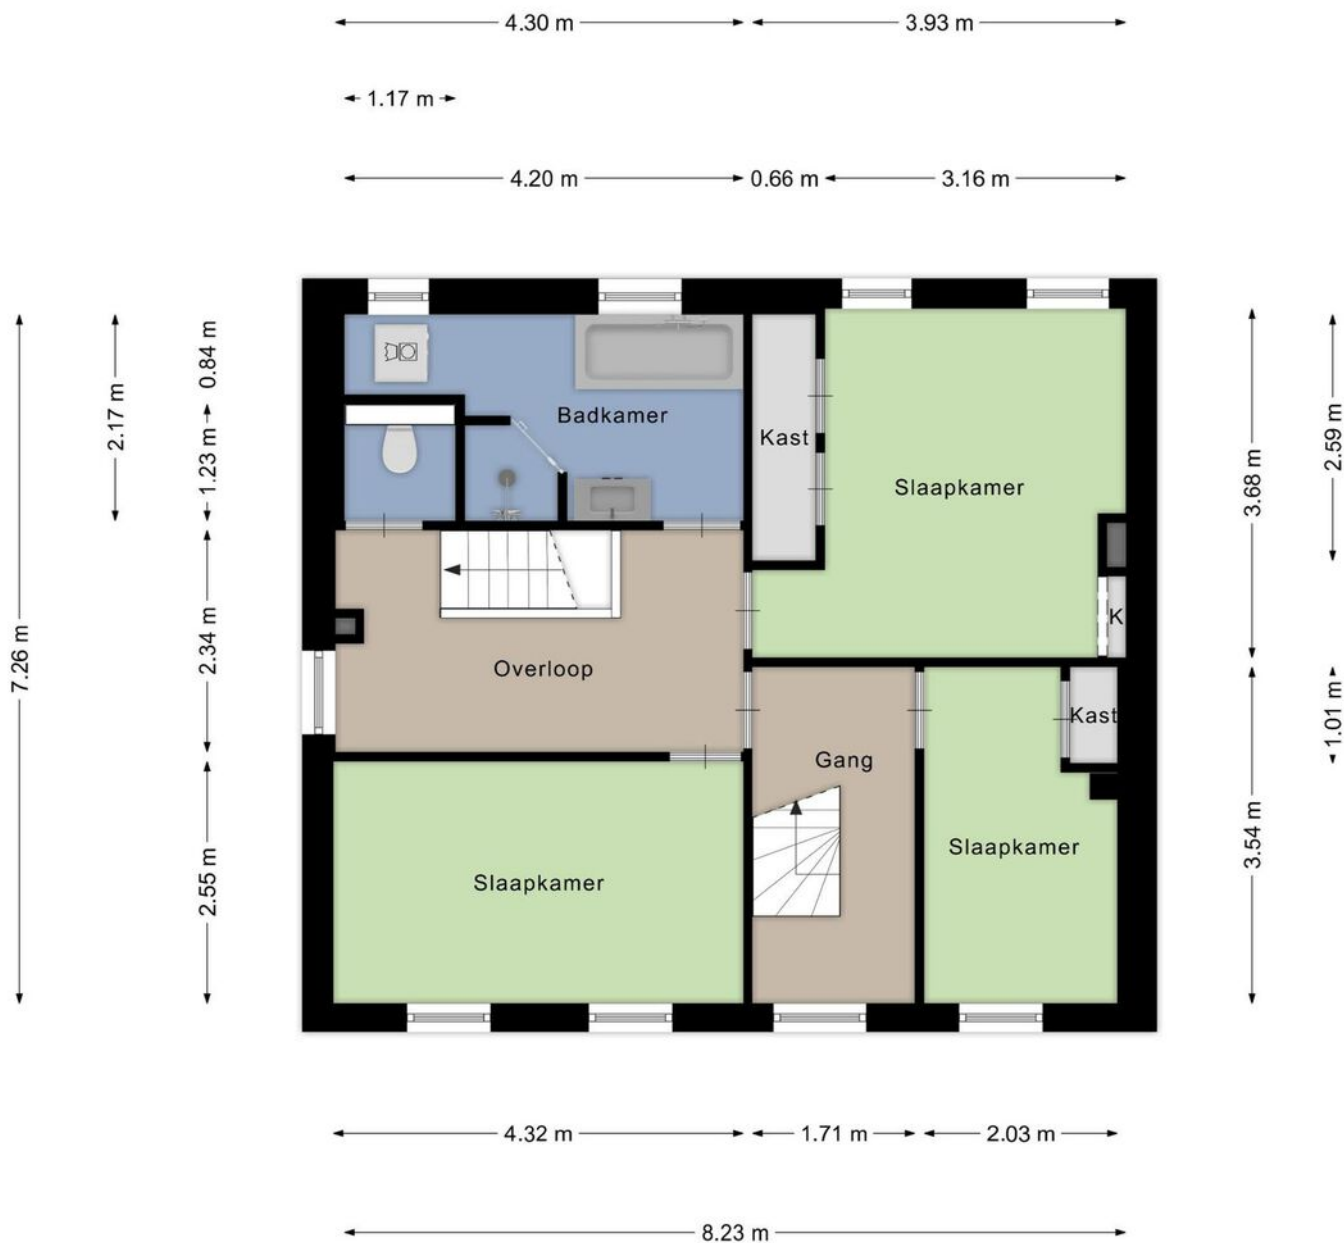 4.30 m
3.93 m
1.17 m
4.20 m
0.66 m
3.16 m
7.26 m
2.17 m
0.84 m
1.23 m
2.34 m
2.55 m
Badkamer
Kast
Slaapkamer
K
Overloop
Kast
Gang
Slaapkamer
Slaapkamer
3.68 m
2.59 m
1.01 m
3.54 m
4.32 m
1.71 m
2.03 m
8.23 m